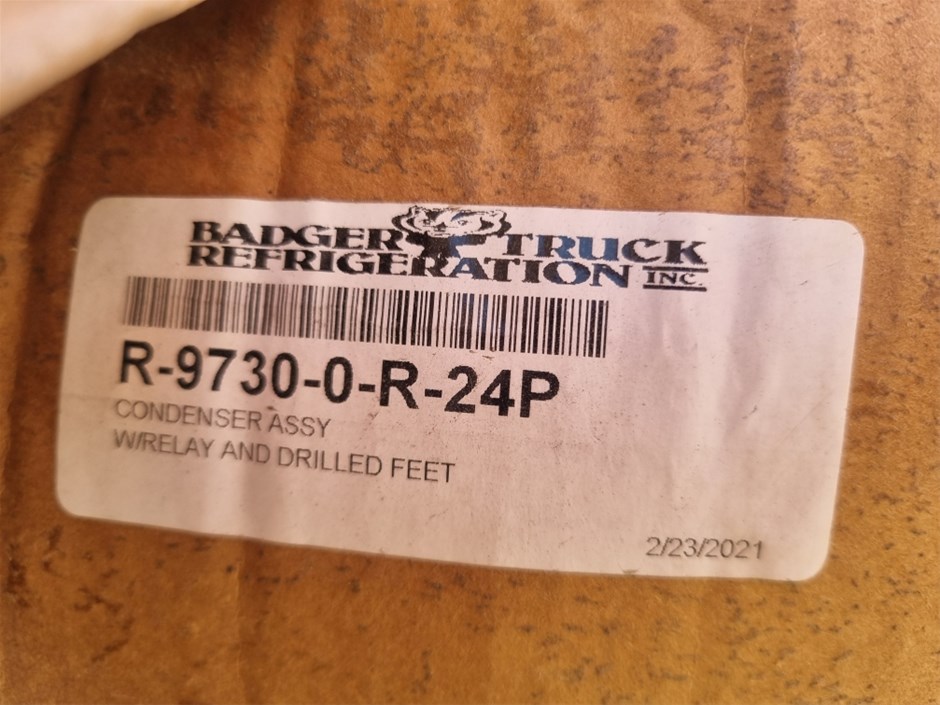 BADGER TRUCK
REFRIGERATION INC.
R-9730-0-R-24P
CONDENSER ASSY
W/RELAY AND DRILLED FEET
2/23/2021